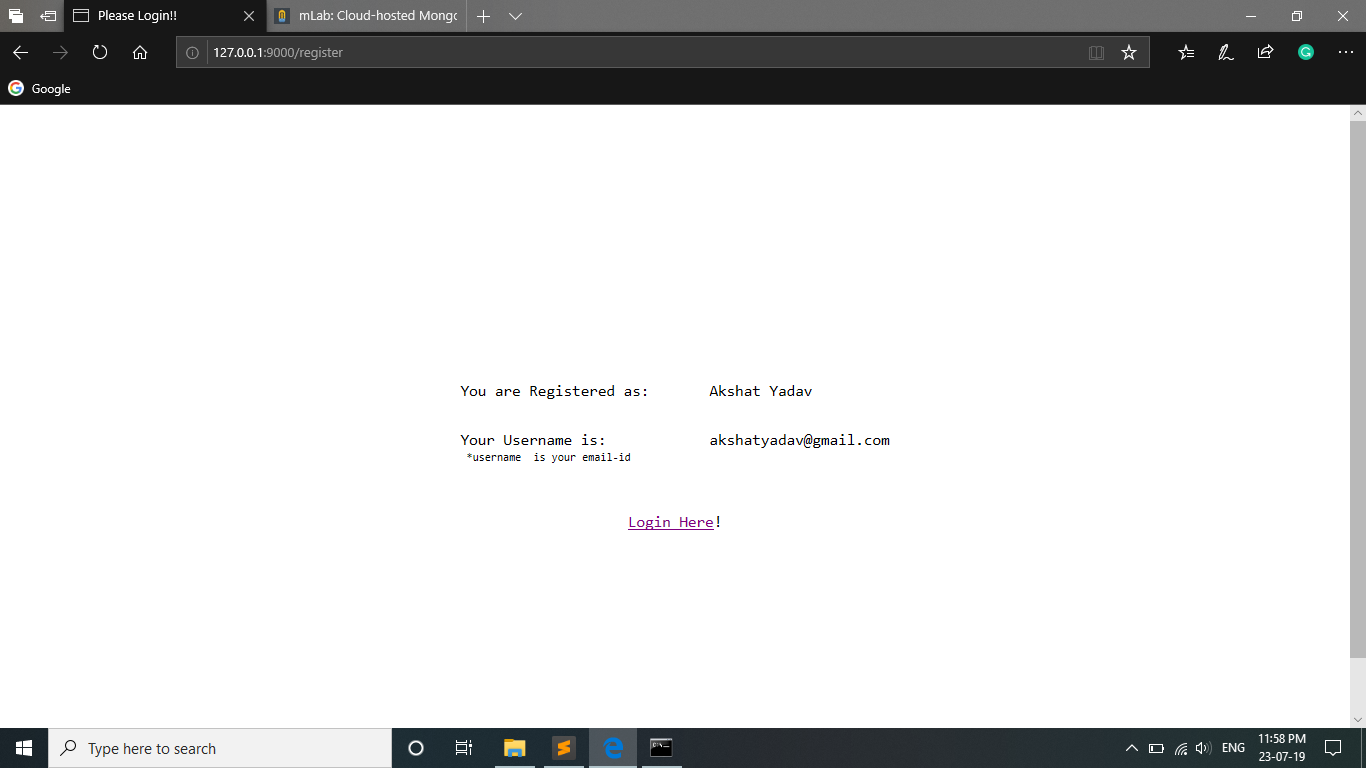 Please Login!!
mLab: Cloud-hosted Mongo
127.0.0.1:9000/register
G
Google
You are Registered as: Akshat Yadav
Your Username is: akshatyadav@gmail.com
*username is your email-id
Login Here!
Type here to search
ENG
11:58 PM
23-07-19